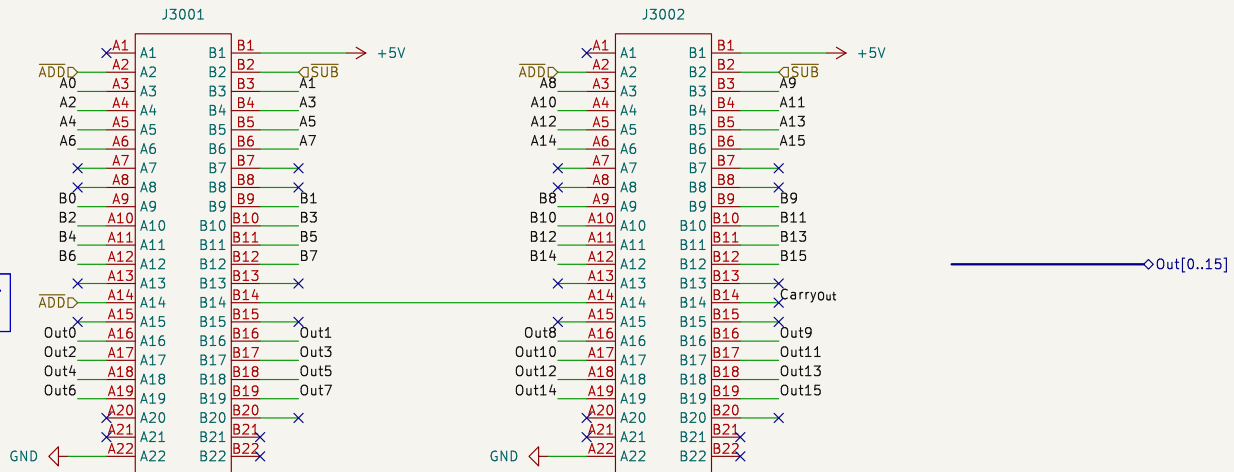 J3001 J3002
A1 A1 B1 B1 +5V A1 A1 B1 B1 +5V
ADD A2 A2 B2 B2 SUB ADD A2 A2 B2 B2 SUB
A0 A3 A3 B3 B3 A1 A8 A3 A3 B3 B3 A9
A2 A4 A4 B4 B4 A3 A10 A4 A4 B4 B4 A11
A4 A5 A5 B5 B5 A5 A12 A5 A5 B5 B5 A13
A6 A6 A6 B6 B6 A7 A14 A6 A6 B6 B6 A15
A7 A7 B7 B7 A7 A7 B7 B7
A8 A8 B8 B8 A8 A8 B8 B8
B0 A9 A9 B9 B9 B1 B8 A9 A9 B9 B9 B9
B2 A10 A10 B10 B10 B3 B10 A10 A10 B10 B10 B11
B4 A11 A11 B11 B11 B5 B12 A11 A11 B11 B11 B13
B6 A12 A12 B12 B12 B7 B14 A12 A12 B12 B12 B15 Out[0..15]
A13 A13 B13 B13 A13 A13 B13 B13
ADD A14 A14 B14 B14 A14 A14 B14 B14 CarryOut
A15 A15 B15 B15 A15 A15 B15 B15
Out0 A16 A16 B16 B16 Out1 Out8 A16 A16 B16 B16 Out9
Out2 A17 A17 B17 B17 Out3 Out10 A17 A17 B17 B17 Out11
Out4 A18 A18 B18 B18 Out5 Out12 A18 A18 B18 B18 Out13
Out6 A19 A19 B19 B19 Out7 Out14 A19 A19 B19 B19 Out15
A20 A20 B20 B20 A20 A20 B20 B20
A21 A21 B21 B21 A21 A21 B21 B21
GND A22 A22 B22 B22 GND A22 A22 B22 B22